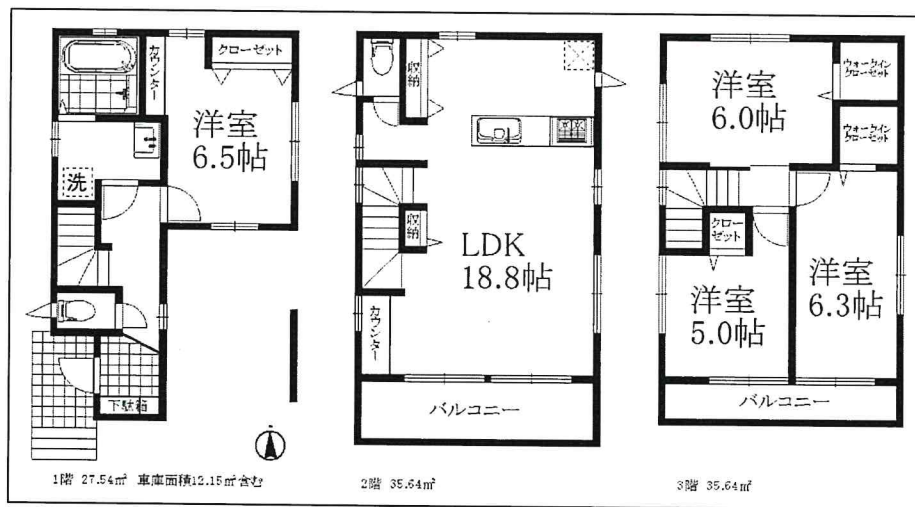 カウンター
クローゼット
洋室
6.5帖
洗
下駄箱
1階 27.54㎡ 車庫面積12.15㎡含む
収納
収納
LDK
18.8帖
カウンター
バルコニー
2階 35.64㎡
洋室
6.0帖
ウォークイン
クローゼット
ウォークイン
クローゼット
クロー
ゼット
洋室
5.0帖
洋室
6.3帖
バルコニー
3階 35.64㎡